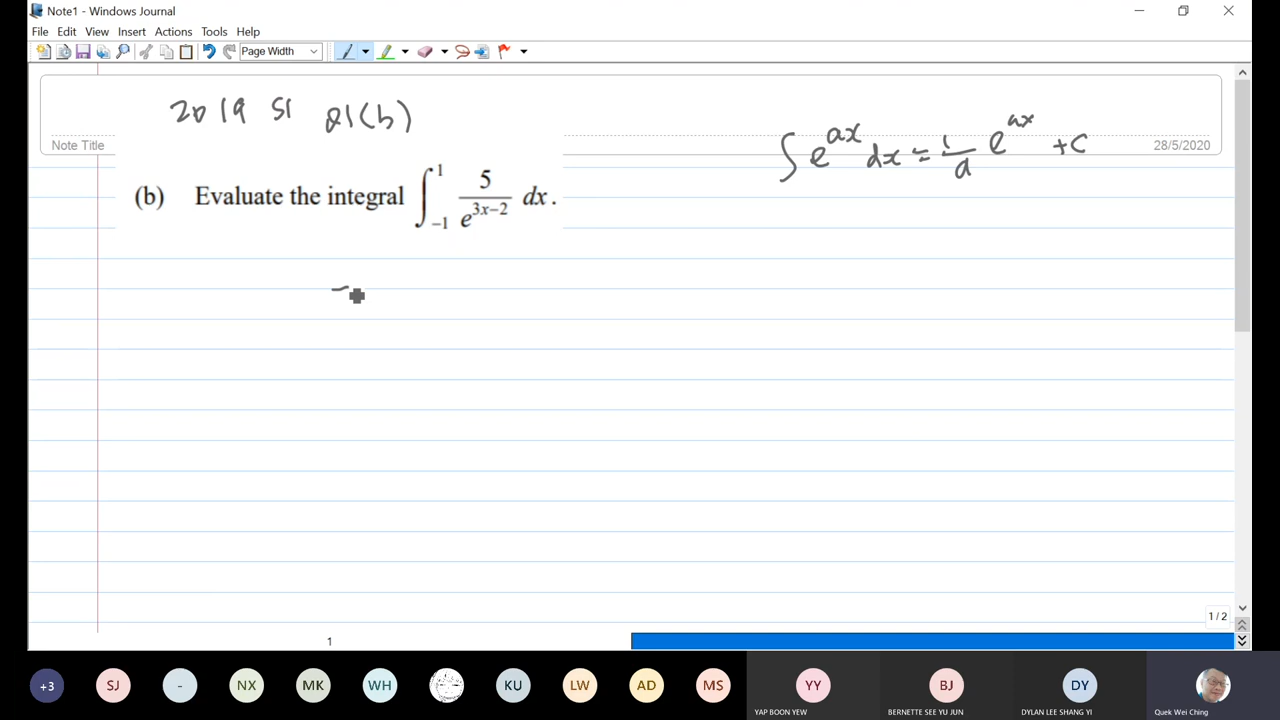 Note1 - Windows Journal
File Edit View Insert Actions Tools Help
Page Width
2019 S1 Q1(b)
∫ e^{ax} dx = 1/a e^{ax} + C
Note Title
28/5/2020
(b) Evaluate the integral ∫_{-1}^{1} 5/e^{3x-2} dx.
1/2
1
+3 SJ - NX MK WH KU LW AD MS YY BJ DY
YAP BOON YEW BERNETTE SEE YU JUN DYLAN LEE SHANG YI Quek Wei Ching